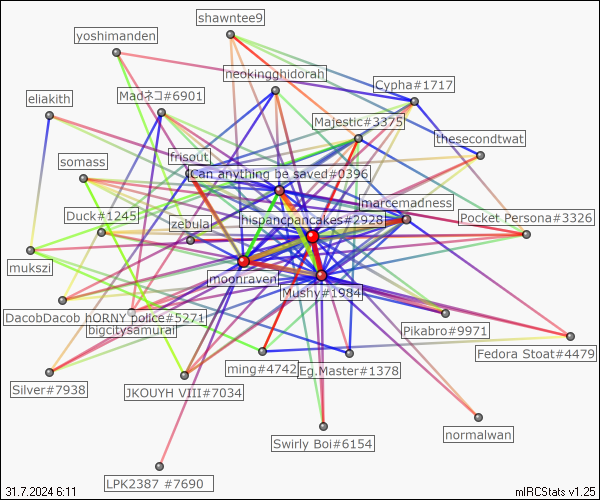 shawntee9
yoshimanden
neokingghidorah
Cypha#1717
Madネコ#6901
eliakith
Majestic#3375
thesecondtwat
frisout
somass
Can anything be saved#0396
marcemadness
Duck#1245
zebula
hispancpancakes#2928
Pocket Persona#3326
mukszi
moonraven
Mushy#1984
DacobDacob hORNY police#5271
bigcitysamurai
Pikabro#9971
Fedora Stoat#4479
Silver#7938
JKOUYH VIII#7034
ming#4742
Eg.Master#1378
Swirly Boi#6154
normalwan
LPK2387 #7690
31.7.2024 6:11
mIRCStats v1.25